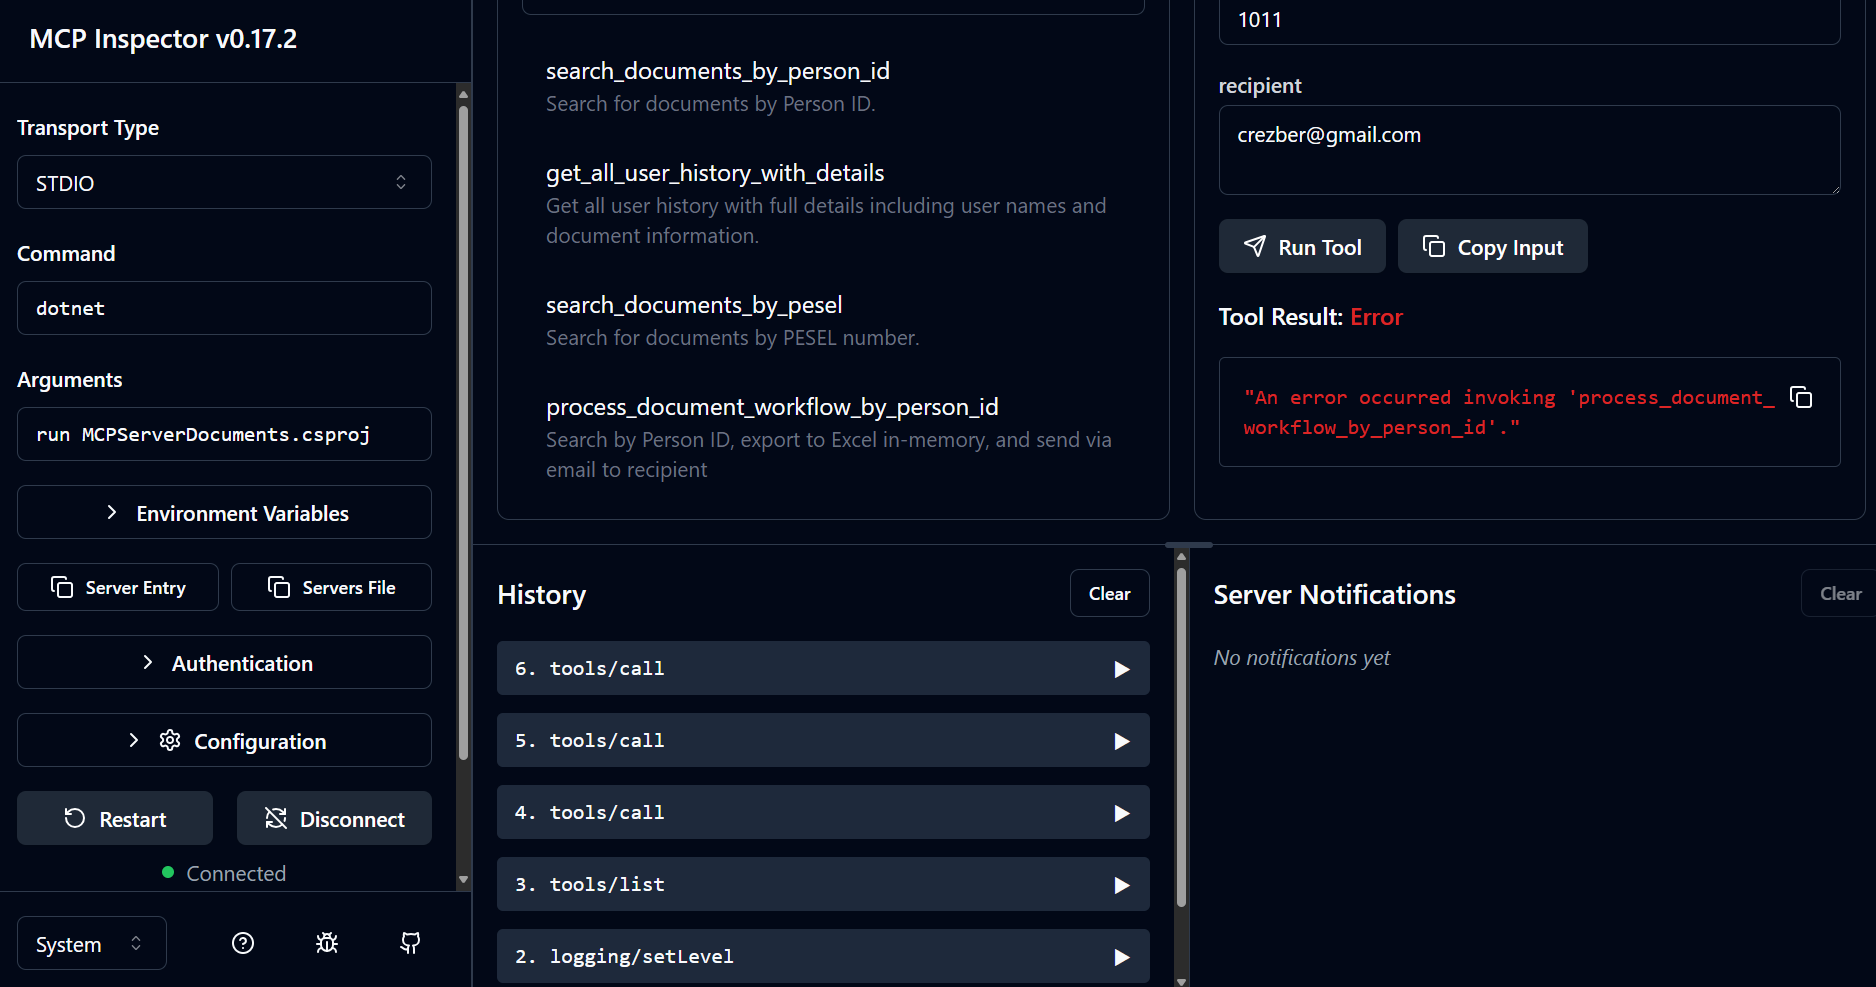 MCP Inspector v0.17.2
Transport Type
STDIO
Command
dotnet
Arguments
run MCPServerDocuments.csproj
Environment Variables
Server Entry
Servers File
Authentication
Configuration
Restart
Disconnect
Connected
System
search_documents_by_person_id
Search for documents by Person ID.
get_all_user_history_with_details
Get all user history with full details including user names and
document information.
search_documents_by_pesel
Search for documents by PESEL number.
process_document_workflow_by_person_id
Search by Person ID, export to Excel in-memory, and send via
email to recipient
1011
recipient
crezber@gmail.com
Run Tool
Copy Input
Tool Result: Error
"An error occurred invoking 'process_document_
workflow_by_person_id'."
History
Clear
6. tools/call
5. tools/call
4. tools/call
3. tools/list
2. logging/setLevel
Server Notifications
Clear
No notifications yet